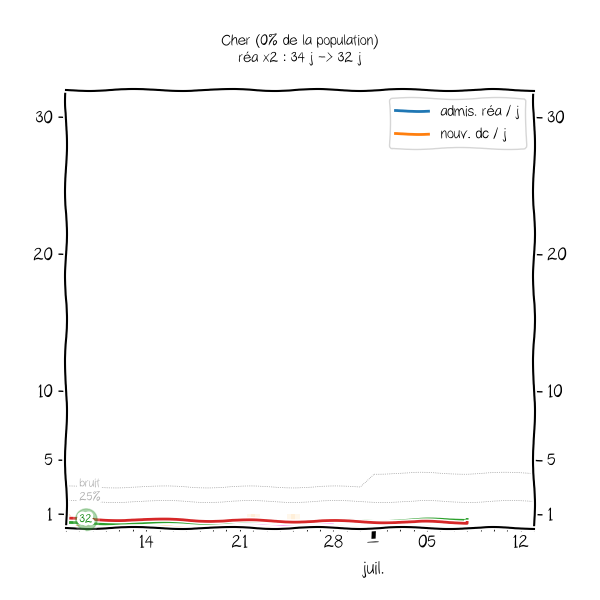 Cher (0% de la population)
réa x2 : 34 j -> 32 j
admis. réa / j
nouv. dc / j
30
30
20
20
10
10
5
5
bruit
25%
1
32
1
14
21
28
05
12
juil.